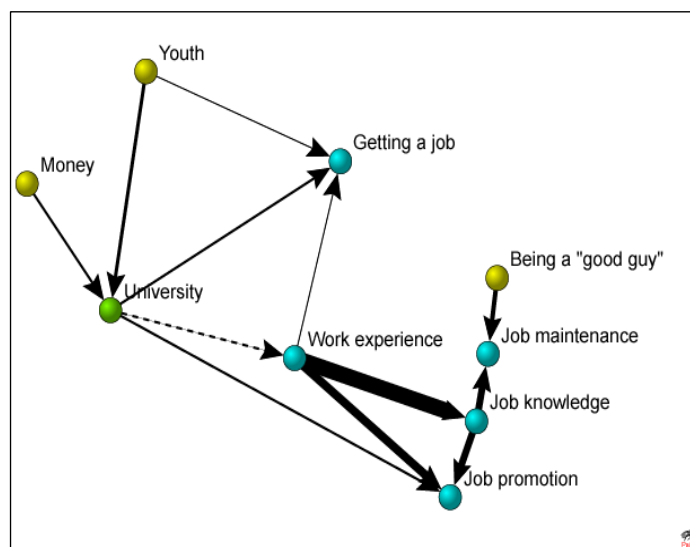 Youth
Getting a job
Money
Being a "good guy"
University
Work experience
Job maintenance
Job knowledge
Job promotion